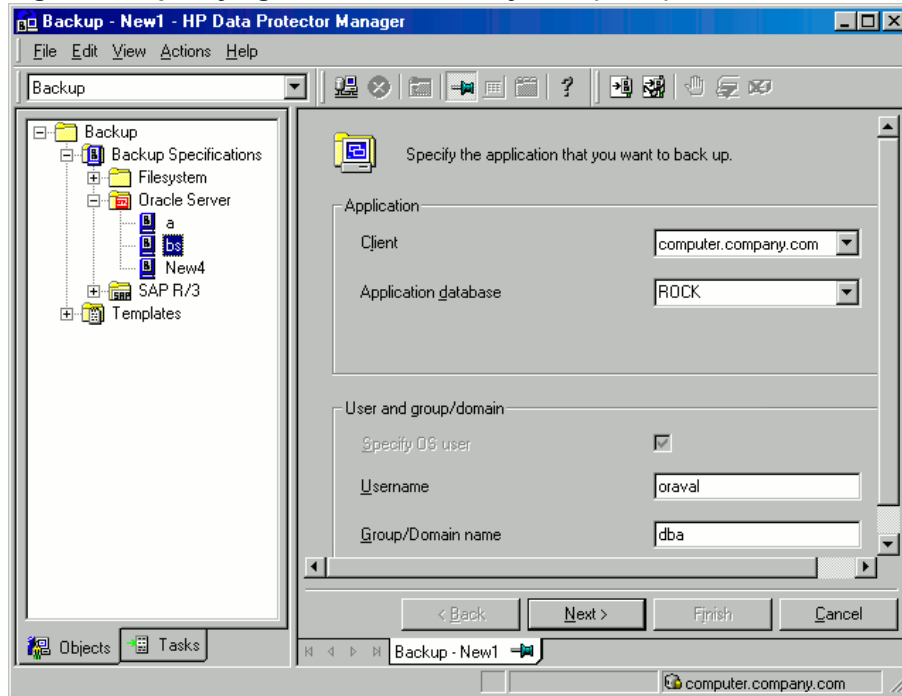 Backup - New1 - HP Data Protector Manager
File Edit View Actions Help
Backup
Backup
Backup Specifications
Filesystem
Oracle Server
a
bs
New4
SAP R/3
Templates
Objects
Tasks
Specify the application that you want to back up.
Application
Client
computer.company.com
Application database
ROCK
User and group/domain
Specify OS user
Username
oraval
Group/Domain name
dba
< Back
Next >
Finish
Cancel
Backup - New1
computer.company.com